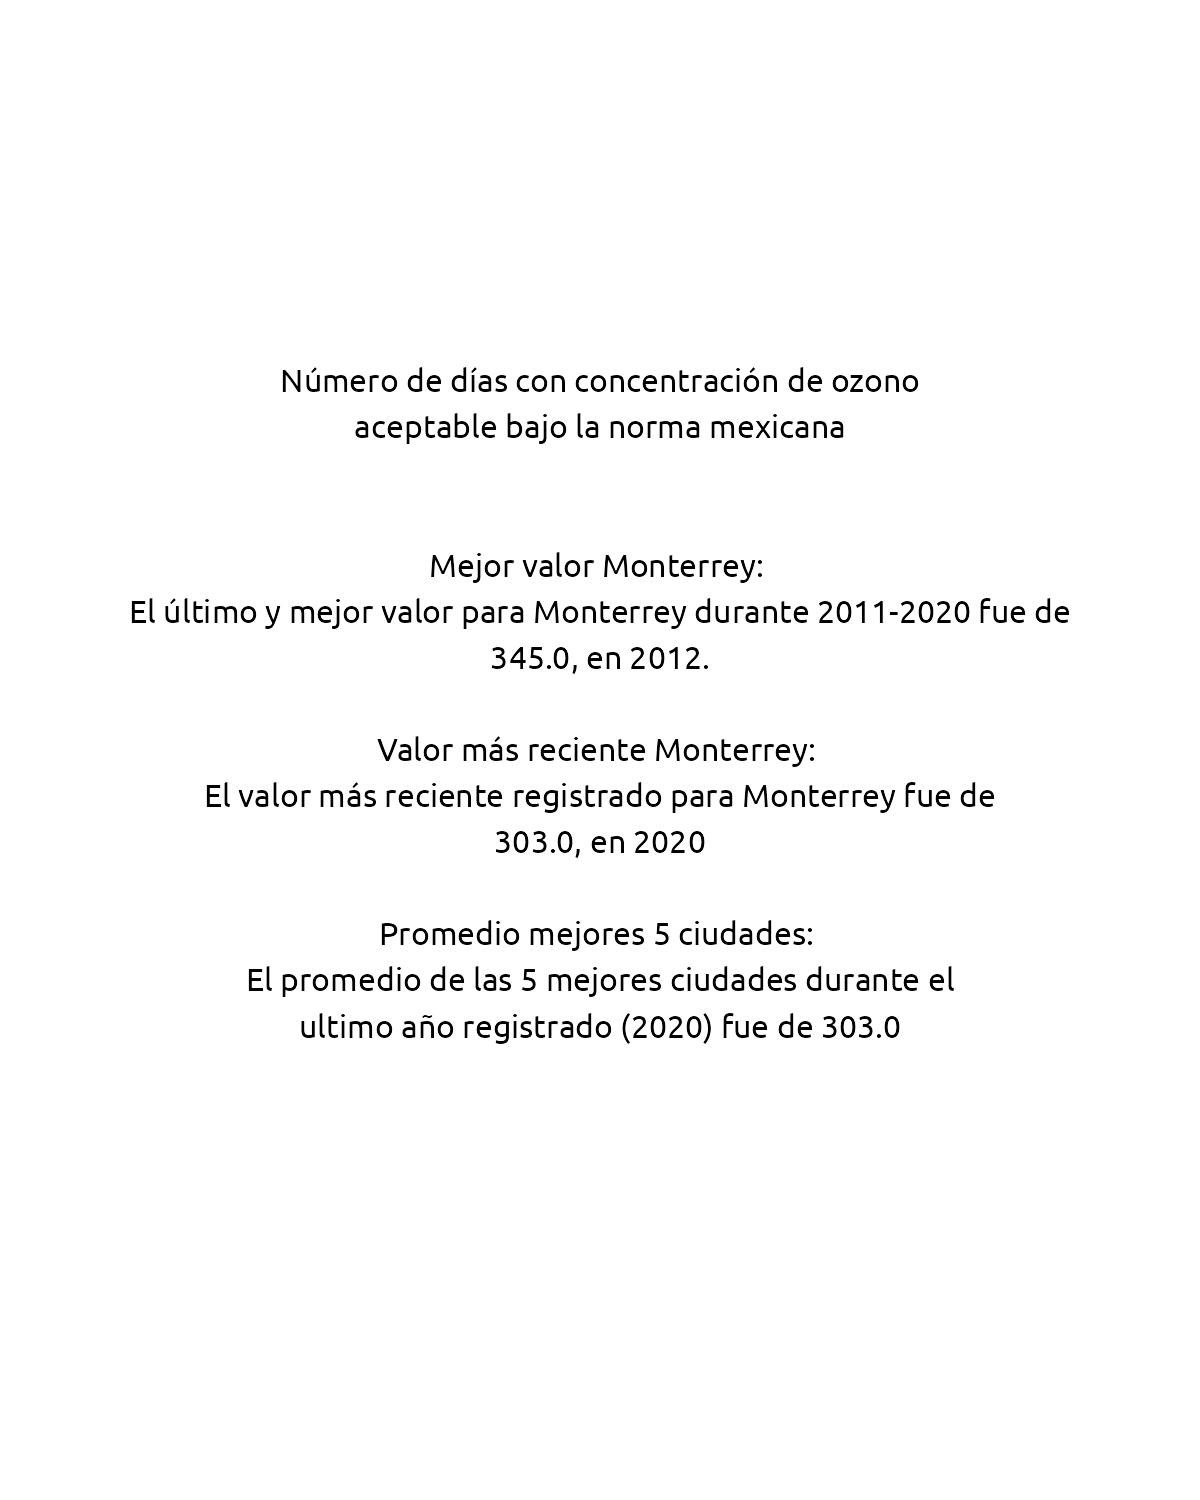 Número de días con concentración de ozono
aceptable bajo la norma mexicana
Mejor valor Monterrey:
El último y mejor valor para Monterrey durante 2011-2020 fue de
345.0, en 2012.
Valor más reciente Monterrey:
El valor más reciente registrado para Monterrey fue de
303.0, en 2020
Promedio mejores 5 ciudades:
El promedio de las 5 mejores ciudades durante el
ultimo año registrado (2020) fue de 303.0